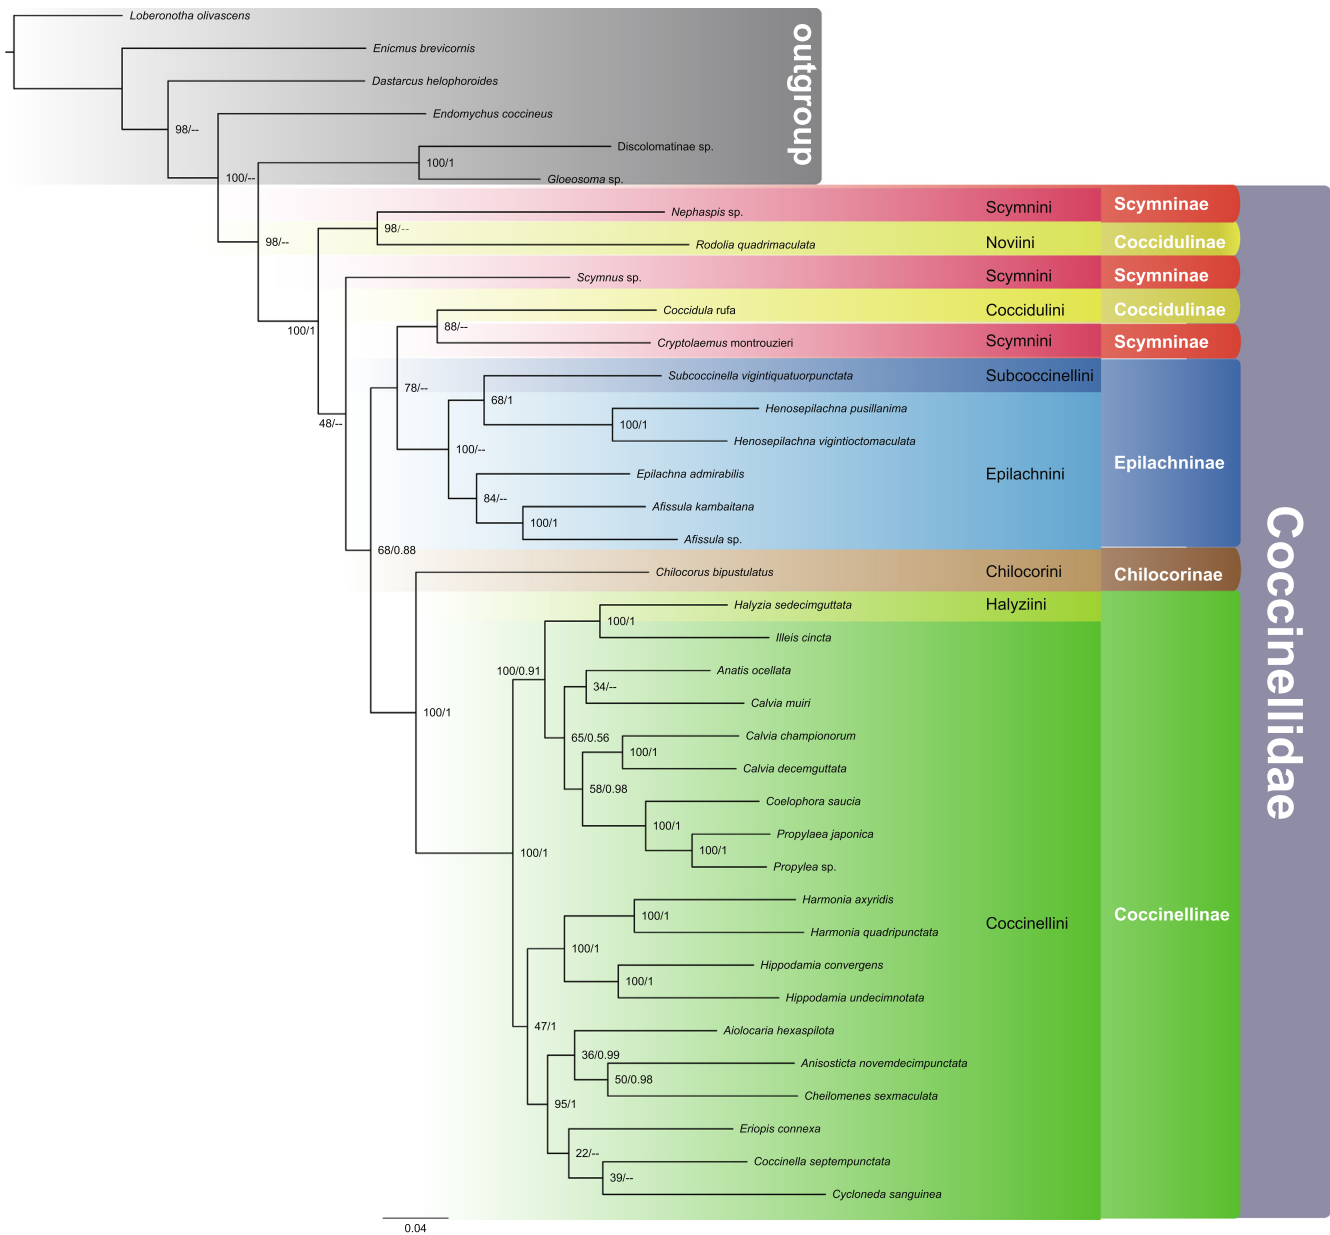 Loberonotha olivascens
Enicmus brevicornis
Dastarcus helophoroides
98/--
Endomychus coccineus
100/--
Discolomatinae sp.
100/1
Gloeosoma sp.
outgroup
98/--
Nephaspis sp.
Scymnini
Scymninae
98/--
Rodolia quadrimaculata
Noviini
Coccidulinae
100/1
Scymnus sp.
Scymnini
Scymninae
48/--
Coccidula rufa
Coccidulini
Coccidulinae
88/--
Cryptolaemus montrouzieri
Scymnini
Scymninae
78/--
Subcoccinella vigintiquatuorpunctata
Subcoccinellini
68/1
Henosepilachna pusillanima
100/1
Henosepilachna vigintioctomaculata
100/--
Epilachna admirabilis
Epilachnini
Epilachninae
84/--
Afissula kambaitana
100/1
Afissula sp.
68/0.88
Chilocorus bipustulatus
Chilocorini
Chilocorinae
Halyzia sedecimguttata
Halyziini
100/1
Illeis cincta
100/0.91
Anatis ocellata
34/--
Calvia muiri
100/1
65/0.56
Calvia championorum
100/1
Calvia decemguttata
58/0.98
Coelophora saucia
100/1
Propylaea japonica
100/1
100/1
Propylea sp.
Harmonia axyridis
100/1
Harmonia quadripunctata
Coccinellini
Coccinellinae
100/1
Hippodamia convergens
100/1
Hippodamia undecimnotata
47/1
Aiolocaria hexaspilota
36/0.99
Anisosticta novemdecimpunctata
50/0.98
Cheilomenes sexmaculata
95/1
Eriopis connexa
22/--
Coccinella septempunctata
39/--
Cycloneda sanguinea
Coccinellidae
0.04